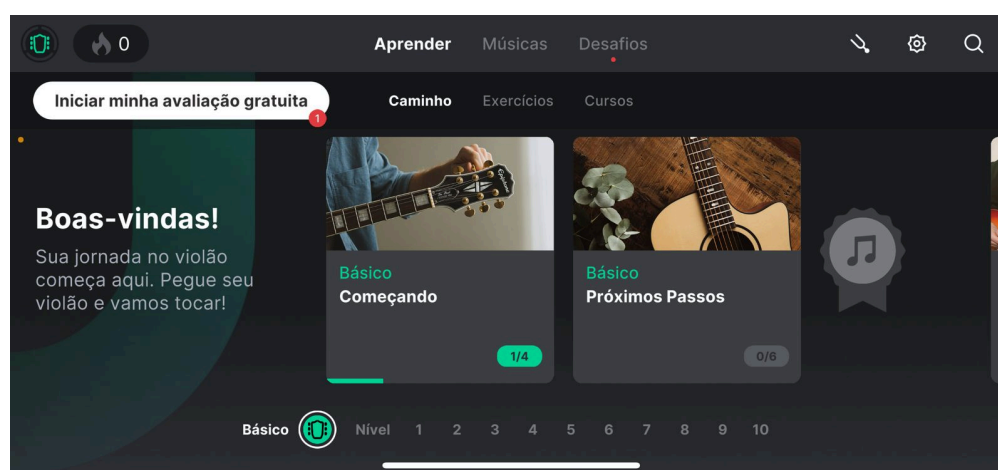 0
Aprender Músicas Desafios
Iniciar minha avaliação gratuita
1
Caminho Exercícios Cursos
Boas-vindas!
Sua jornada no violão
começa aqui. Pegue seu
violão e vamos tocar!
Básico
Começando
1/4
Básico
Próximos Passos
0/6
Básico Nível 1 2 3 4 5 6 7 8 9 10